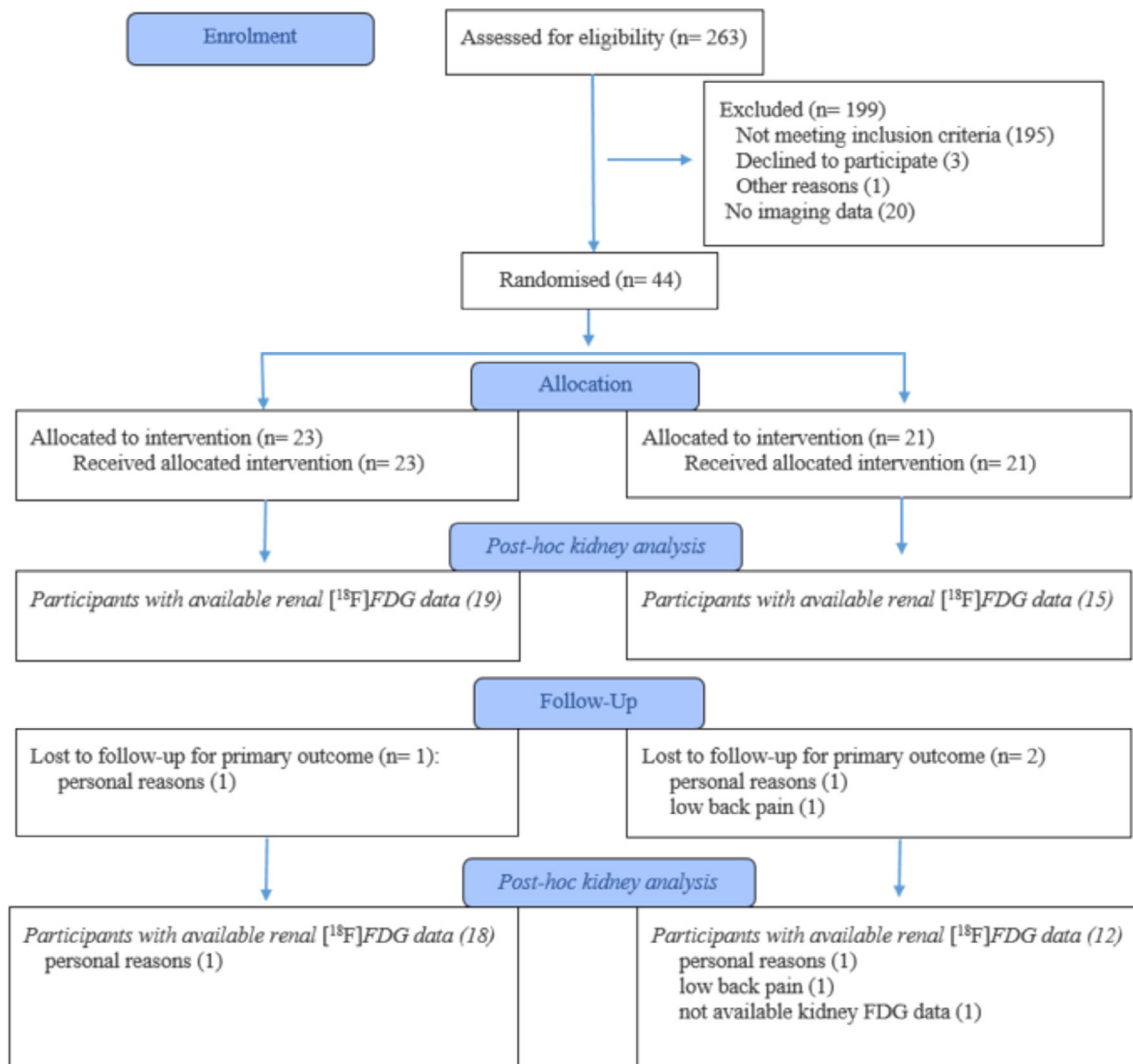 Enrolment
Assessed for eligibility (n= 263)
Excluded (n= 199)
Not meeting inclusion criteria (195)
Declined to participate (3)
Other reasons (1)
No imaging data (20)
Randomised (n= 44)
Allocation
Allocated to intervention (n= 23)
Received allocated intervention (n= 23)
Allocated to intervention (n= 21)
Received allocated intervention (n= 21)
Post-hoc kidney analysis
Participants with available renal [¹⁸F]FDG data (19)
Participants with available renal [¹⁸F]FDG data (15)
Follow-Up
Lost to follow-up for primary outcome (n= 1):
personal reasons (1)
Lost to follow-up for primary outcome (n= 2)
personal reasons (1)
low back pain (1)
Post-hoc kidney analysis
Participants with available renal [¹⁸F]FDG data (18)
personal reasons (1)
Participants with available renal [¹⁸F]FDG data (12)
personal reasons (1)
low back pain (1)
not available kidney FDG data (1)